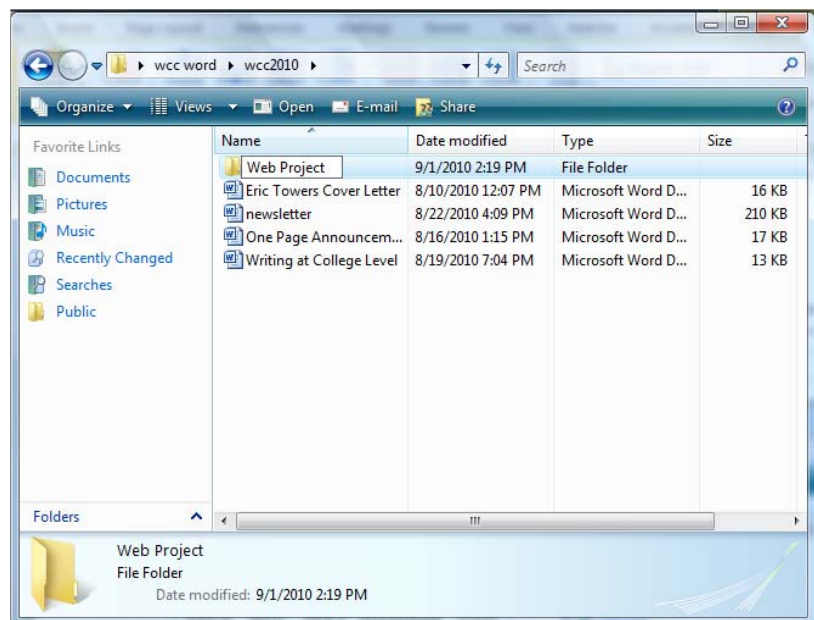 wcc word wcc2010 Search
Organize Views Open E-mail Share
Favorite Links
Documents
Pictures
Music
Recently Changed
Searches
Public
Folders
Name Date modified Type Size
Web Project 9/1/2010 2:19 PM File Folder
Eric Towers Cover Letter 8/10/2010 12:07 PM Microsoft Word D... 16 KB
newsletter 8/22/2010 4:09 PM Microsoft Word D... 210 KB
One Page Announcem... 8/16/2010 1:15 PM Microsoft Word D... 17 KB
Writing at College Level 8/19/2010 7:04 PM Microsoft Word D... 13 KB
Web Project
File Folder
Date modified: 9/1/2010 2:19 PM